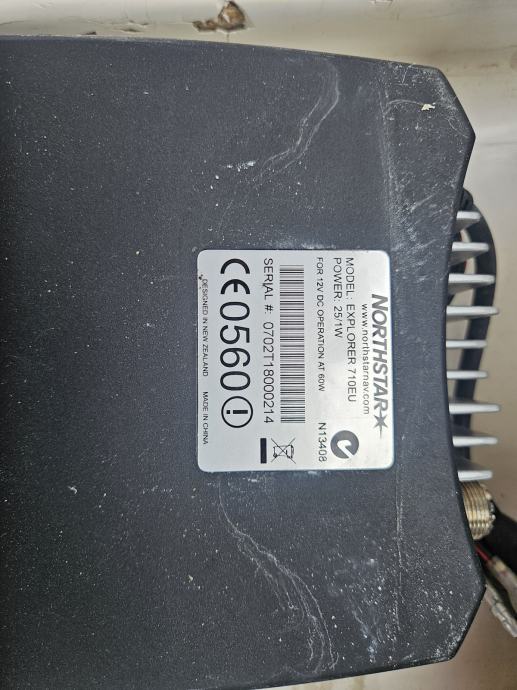 NORTHSTAR
www.northstarnav.com
MODEL: EXPLORER 710EU
POWER: 25/1W
FOR 12V DC OPERATION AT 60W
N13408
SERIAL #: 0702T18000214
CE0560
DESIGNED IN NEW ZEALAND MADE IN CHINA